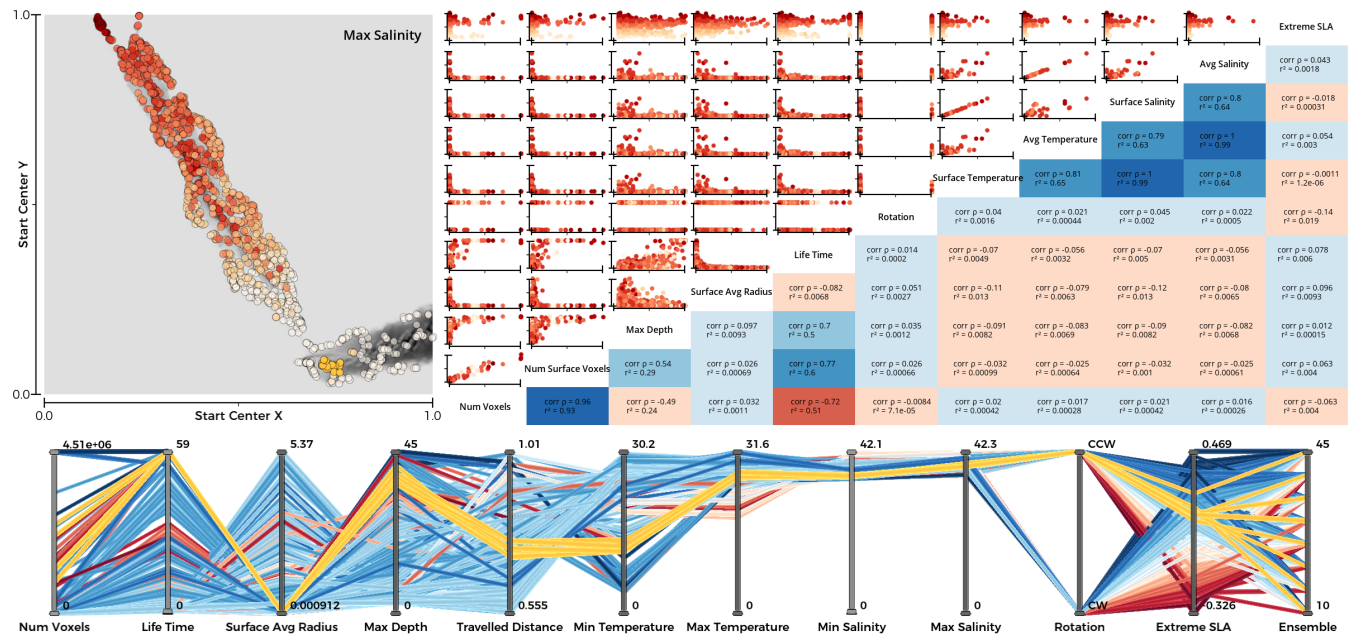 1.0
Max Salinity
Start Center Y
0.0
0.0
Start Center X
1.0
Extreme SLA
Avg Salinity
corr ρ = 0.043
r² = 0.0018
Surface Salinity
corr ρ = 0.8
r² = 0.64
corr ρ = -0.018
r² = 0.00031
Avg Temperature
corr ρ = 0.79
r² = 0.63
corr ρ = 1
r² = 0.99
corr ρ = 0.054
r² = 0.003
Surface Temperature
corr ρ = 0.81
r² = 0.65
corr ρ = 1
r² = 0.99
corr ρ = 0.8
r² = 0.64
corr ρ = -0.0011
r² = 1.2e-06
Rotation
corr ρ = 0.04
r² = 0.0016
corr ρ = 0.021
r² = 0.00044
corr ρ = 0.045
r² = 0.002
corr ρ = 0.022
r² = 0.0005
corr ρ = -0.14
r² = 0.019
Life Time
corr ρ = 0.014
r² = 0.0002
corr ρ = -0.07
r² = 0.0049
corr ρ = -0.056
r² = 0.0032
corr ρ = -0.07
r² = 0.005
corr ρ = -0.056
r² = 0.0031
corr ρ = 0.078
r² = 0.006
Surface Avg Radius
corr ρ = -0.082
r² = 0.0068
corr ρ = 0.051
r² = 0.0027
corr ρ = -0.11
r² = 0.013
corr ρ = -0.079
r² = 0.0063
corr ρ = -0.12
r² = 0.013
corr ρ = -0.08
r² = 0.0065
corr ρ = 0.096
r² = 0.0093
Max Depth
corr ρ = 0.097
r² = 0.0093
corr ρ = 0.7
r² = 0.5
corr ρ = 0.035
r² = 0.0012
corr ρ = -0.091
r² = 0.0082
corr ρ = -0.083
r² = 0.0069
corr ρ = -0.09
r² = 0.0082
corr ρ = -0.082
r² = 0.0068
corr ρ = 0.012
r² = 0.00015
Num Surface Voxels
corr ρ = 0.54
r² = 0.29
corr ρ = 0.026
r² = 0.00069
corr ρ = 0.77
r² = 0.6
corr ρ = 0.026
r² = 0.00066
corr ρ = -0.032
r² = 0.00099
corr ρ = -0.025
r² = 0.00064
corr ρ = -0.032
r² = 0.001
corr ρ = -0.025
r² = 0.00061
corr ρ = 0.063
r² = 0.004
Num Voxels
corr ρ = 0.96
r² = 0.93
corr ρ = -0.49
r² = 0.24
corr ρ = 0.032
r² = 0.0011
corr ρ = -0.72
r² = 0.51
corr ρ = -0.0084
r² = 7.1e-05
corr ρ = 0.02
r² = 0.00042
corr ρ = 0.017
r² = 0.00028
corr ρ = 0.021
r² = 0.00042
corr ρ = 0.016
r² = 0.00026
corr ρ = -0.063
r² = 0.004
4.51e+06
59
5.37
45
1.01
30.2
31.6
42.1
42.3
CCW
0.469
45
0
0
0.000912
0
0.555
0
0
0
0
CW
-0.326
10
Num Voxels
Life Time
Surface Avg Radius
Max Depth
Travelled Distance
Min Temperature
Max Temperature
Min Salinity
Max Salinity
Rotation
Extreme SLA
Ensemble